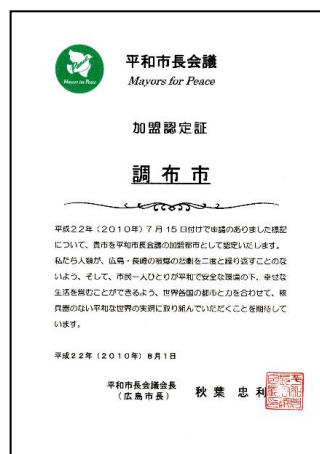 平和市長会議
Mayors for Peace
Mayors for Peace
加盟認定証
調布市
平成22年（2010年）7月15日付けで申請のありました標記
について、貴市を平和市長会議の加盟都市として認定いたします。
私たち人類が、広島・長崎の被爆の悲劇を二度と繰り返すことのな
いよう、そして、市民一人ひとりが平和で安全な環境の下、幸せな
生活を営むことができるよう、世界各国の都市と力を合わせて、核
兵器のない平和な世界の実現に取り組んでいただくことを期待して
います。
平成22年（2010年）8月1日
平和市長会議会長
（広島市長）
秋葉忠利